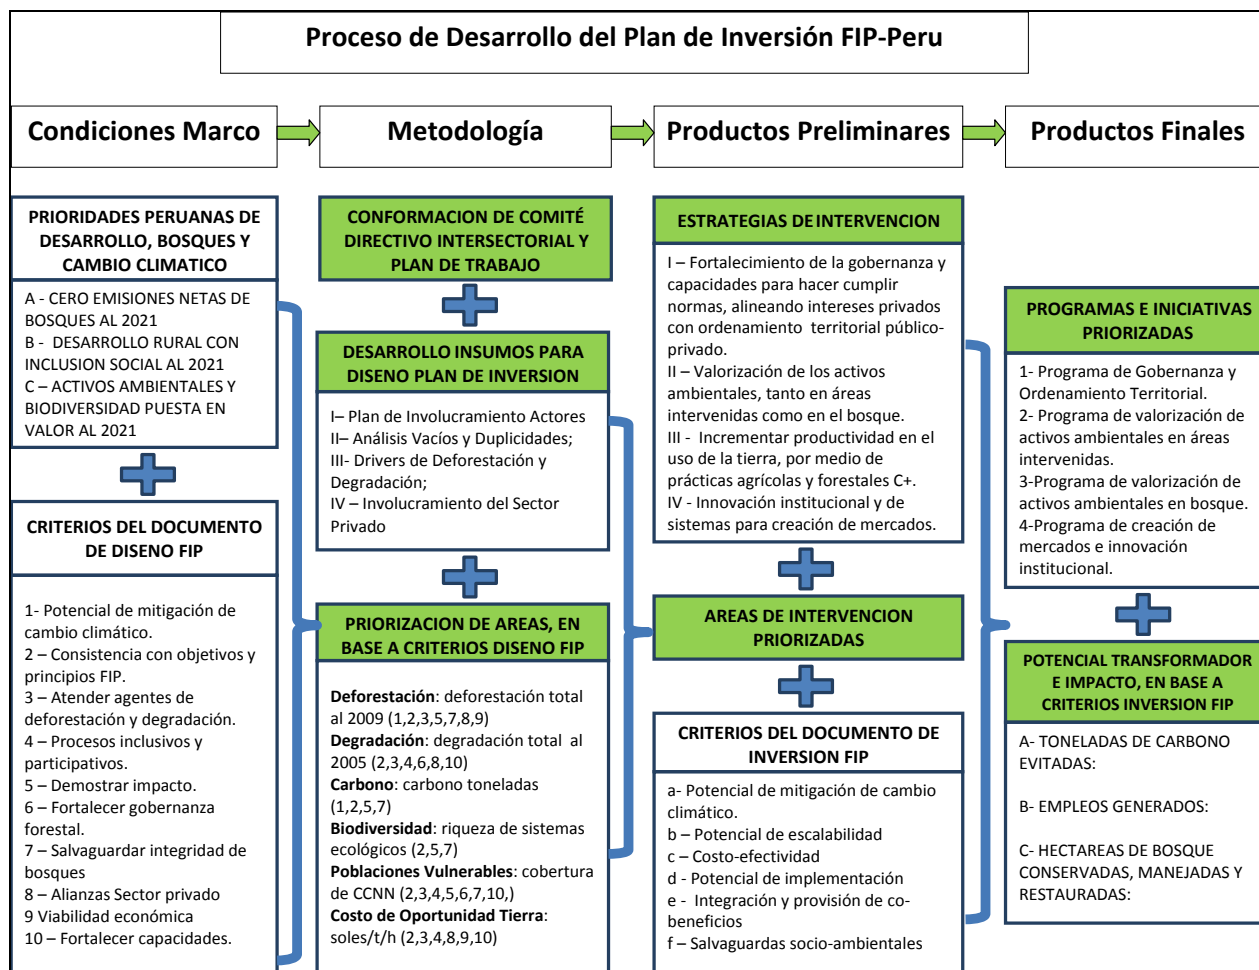 Proceso de Desarrollo del Plan de Inversión FIP-Peru
Condiciones Marco
Metodología
Productos Preliminares
Productos Finales
PRIORIDADES PERUANAS DE
DESARROLLO, BOSQUES Y
CAMBIO CLIMATICO
A - CERO EMISIONES NETAS DE
BOSQUES AL 2021
B - DESARROLLO RURAL CON
INCLUSION SOCIAL AL 2021
C – ACTIVOS AMBIENTALES Y
BIODIVERSIDAD PUESTA EN
VALOR AL 2021
CRITERIOS DEL DOCUMENTO
DE DISENO FIP
1- Potencial de mitigación de
cambio climático.
2 – Consistencia con objetivos y
principios FIP.
3 – Atender agentes de
deforestación y degradación.
4 – Procesos inclusivos y
participativos.
5 – Demostrar impacto.
6 – Fortalecer gobernanza
forestal.
7 – Salvaguardar integridad de
bosques
8 – Alianzas Sector privado
9 Viabilidad económica
10 – Fortalecer capacidades.
CONFORMACION DE COMITÉ
DIRECTIVO INTERSECTORIAL Y
PLAN DE TRABAJO
DESARROLLO INSUMOS PARA
DISENO PLAN DE INVERSION
I– Plan de Involucramiento Actores
II– Análisis Vacíos y Duplicidades;
III- Drivers de Deforestación y
Degradación;
IV – Involucramiento del Sector
Privado
PRIORIZACION DE AREAS, EN
BASE A CRITERIOS DISENO FIP
Deforestación: deforestación total
al 2009 (1,2,3,5,7,8,9)
Degradación: degradación total al
2005 (2,3,4,6,8,10)
Carbono: carbono toneladas
(1,2,5,7)
Biodiversidad: riqueza de sistemas
ecológicos (2,5,7)
Poblaciones Vulnerables: cobertura
de CCNN (2,3,4,5,6,7,10,)
Costo de Oportunidad Tierra:
soles/t/h (2,3,4,8,9,10)
ESTRATEGIAS DE INTERVENCION
I – Fortalecimiento de la gobernanza y
capacidades para hacer cumplir
normas, alineando intereses privados
con ordenamiento territorial público-
privado.
II – Valorización de los activos
ambientales, tanto en áreas
intervenidas como en el bosque.
III - Incrementar productividad en el
uso de la tierra, por medio de
prácticas agrícolas y forestales C+.
IV - Innovación institucional y de
sistemas para creación de mercados.
AREAS DE INTERVENCION
PRIORIZADAS
CRITERIOS DEL DOCUMENTO DE
INVERSION FIP
a- Potencial de mitigación de cambio
climático.
b – Potencial de escalabilidad
c – Costo-efectividad
d - Potencial de implementación
e - Integración y provisión de co-
beneficios
f – Salvaguardas socio-ambientales
PROGRAMAS E INICIATIVAS
PRIORIZADAS
1- Programa de Gobernanza y
Ordenamiento Territorial.
2- Programa de valorización de
activos ambientales en áreas
intervenidas.
3-Programa de valorización de
activos ambientales en bosque.
4-Programa de creación de
mercados e innovación
institucional.
POTENCIAL TRANSFORMADOR
E IMPACTO, EN BASE A
CRITERIOS INVERSION FIP
A- TONELADAS DE CARBONO
EVITADAS:
B- EMPLEOS GENERADOS:
C- HECTAREAS DE BOSQUE
CONSERVADAS, MANEJADAS Y
RESTAURADAS: